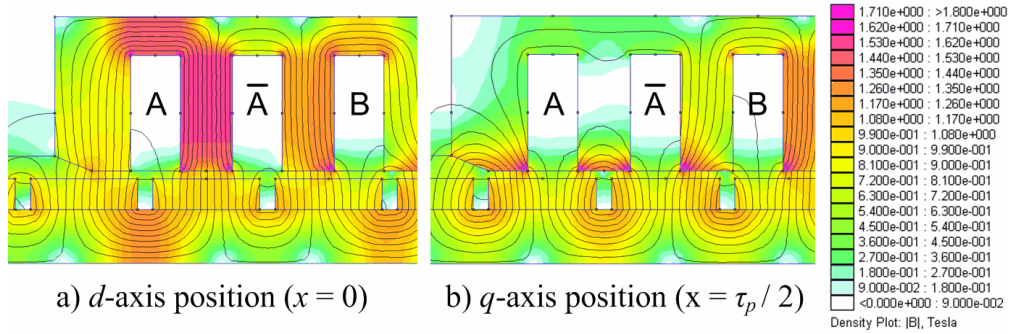 A A B
A A B
a) d-axis position (x = 0)
b) q-axis position (x = τp / 2)
1.710e+000 : >1.800e+000
1.620e+000 : 1.710e+000
1.530e+000 : 1.620e+000
1.440e+000 : 1.530e+000
1.350e+000 : 1.440e+000
1.260e+000 : 1.350e+000
1.170e+000 : 1.260e+000
1.080e+000 : 1.170e+000
9.900e-001 : 1.080e+000
9.000e-001 : 9.900e-001
8.100e-001 : 9.000e-001
7.200e-001 : 8.100e-001
6.300e-001 : 7.200e-001
5.400e-001 : 6.300e-001
4.500e-001 : 5.400e-001
3.600e-001 : 4.500e-001
2.700e-001 : 3.600e-001
1.800e-001 : 2.700e-001
9.000e-002 : 1.800e-001
<0.000e+000 : 9.000e-002
Density Plot: |B|, Tesla